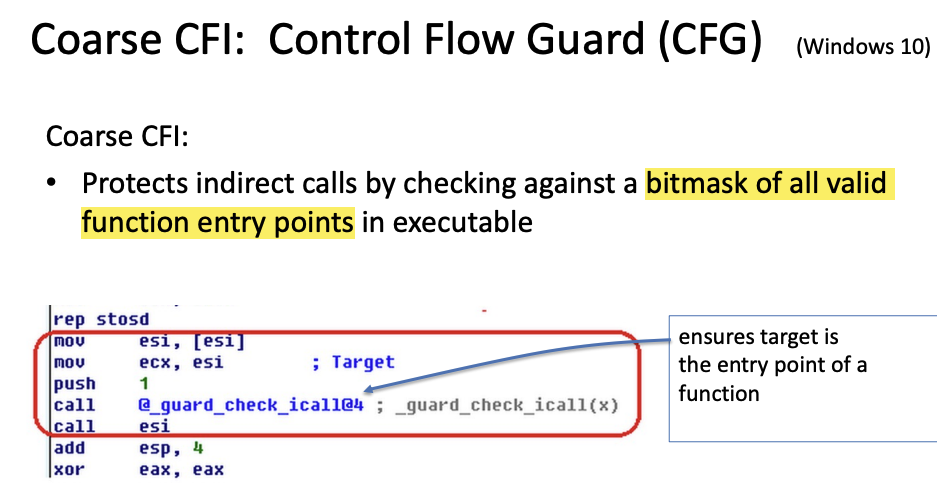 Coarse CFI: Control Flow Guard (CFG) (Windows 10)
Coarse CFI:
• Protects indirect calls by checking against a bitmask of all valid
function entry points in executable
rep stosd
mov esi, [esi]
mov ecx, esi ; Target
push 1
call @_guard_check_icall@4 ; _guard_check_icall(x)
call esi
add esp, 4
xor eax, eax
ensures target is
the entry point of a
function